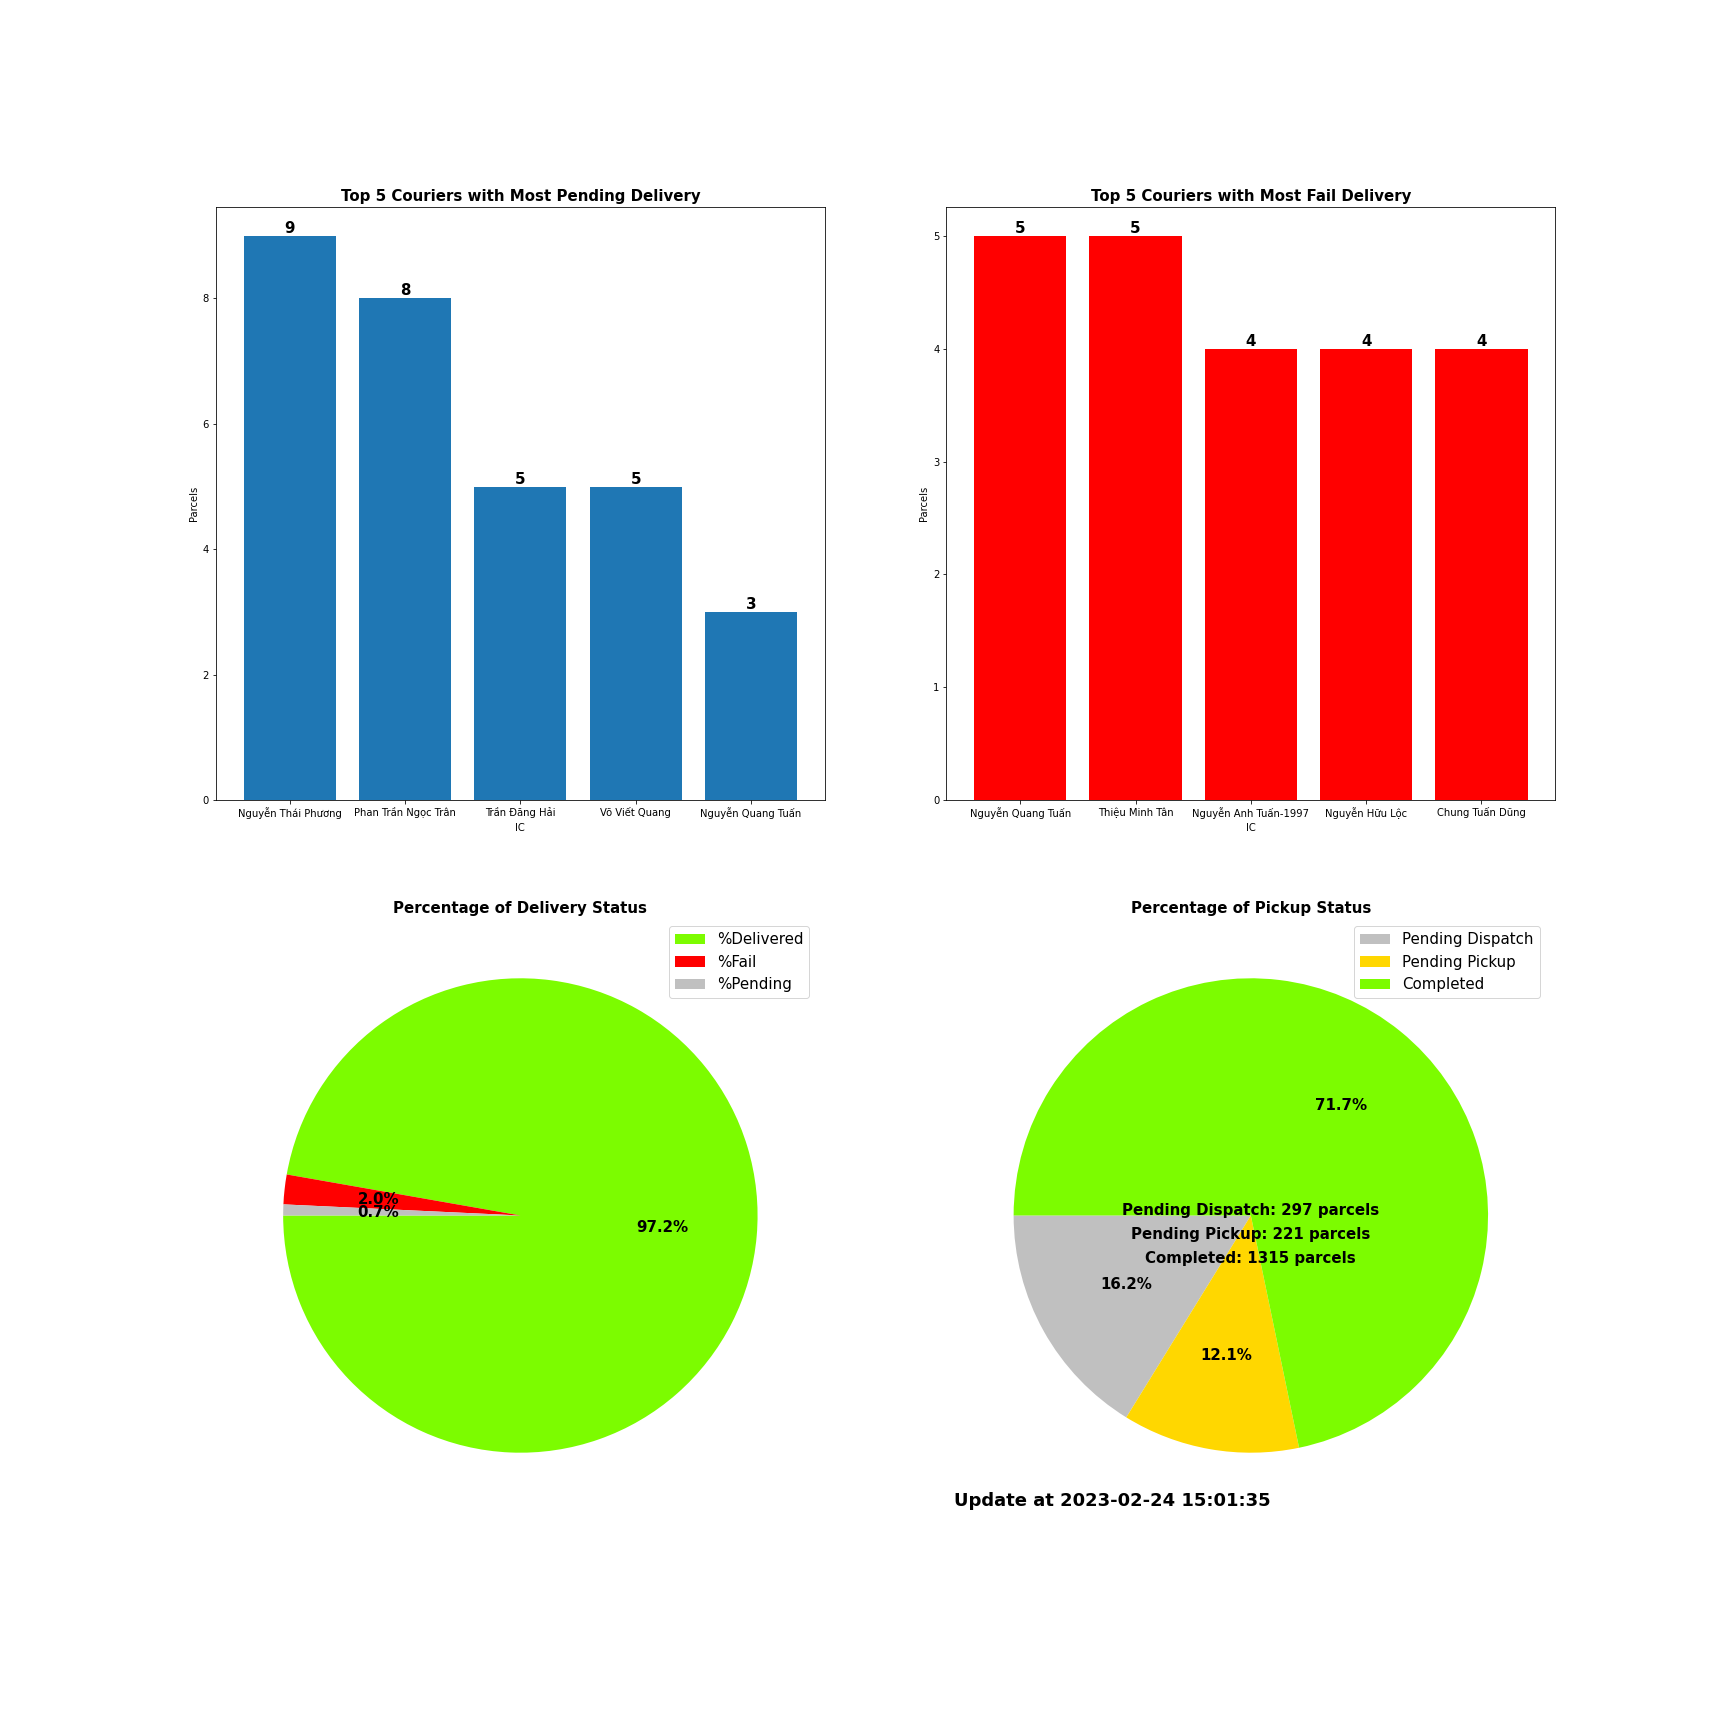 Top 5 Couriers with Most Pending Delivery
9
8
5
5
3
8
6
4
2
0
Parcels
Nguyễn Thái Phương
Phan Trần Ngọc Trân
Trần Đăng Hải
Võ Viết Quang
Nguyễn Quang Tuấn
IC
Top 5 Couriers with Most Fail Delivery
5
5
4
4
4
5
4
3
2
1
0
Parcels
Nguyễn Quang Tuấn
Thiệu Minh Tân
Nguyễn Anh Tuấn-1997
Nguyễn Hữu Lộc
Chung Tuấn Dũng
IC
Percentage of Delivery Status
%Delivered
%Fail
%Pending
2.0%
0.7%
97.2%
Percentage of Pickup Status
Pending Dispatch
Pending Pickup
Completed
71.7%
Pending Dispatch: 297 parcels
Pending Pickup: 221 parcels
Completed: 1315 parcels
16.2%
12.1%
Update at 2023-02-24 15:01:35